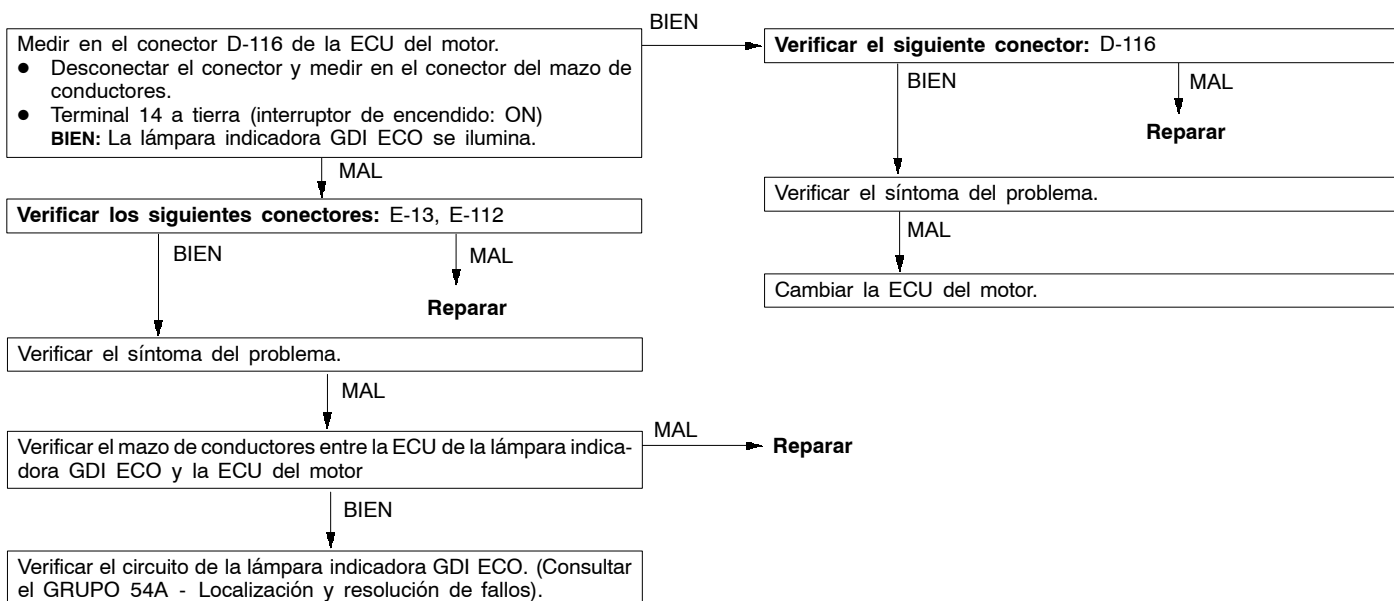 Medir en el conector D-116 de la ECU del motor.
● Desconectar el conector y medir en el conector del mazo de
conductores.
● Terminal 14 a tierra (interruptor de encendido: ON)
BIEN: La lámpara indicadora GDI ECO se ilumina.
BIEN
Verificar el siguiente conector: D-116
BIEN
MAL
Reparar
Verificar el síntoma del problema.
MAL
Cambiar la ECU del motor.
MAL
Verificar los siguientes conectores: E-13, E-112
BIEN
MAL
Reparar
Verificar el síntoma del problema.
MAL
Verificar el mazo de conductores entre la ECU de la lámpara indica-
dora GDI ECO y la ECU del motor
MAL
Reparar
BIEN
Verificar el circuito de la lámpara indicadora GDI ECO. (Consultar
el GRUPO 54A - Localización y resolución de fallos).